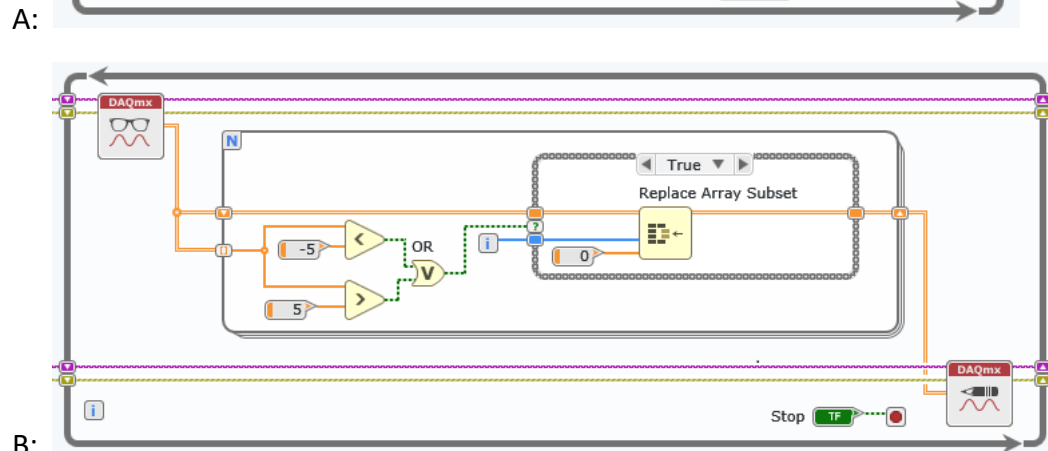 A:
DAQmx
N
True
Replace Array Subset
-5
OR
?
i
0
V
5
DAQmx
i
Stop TF
B: